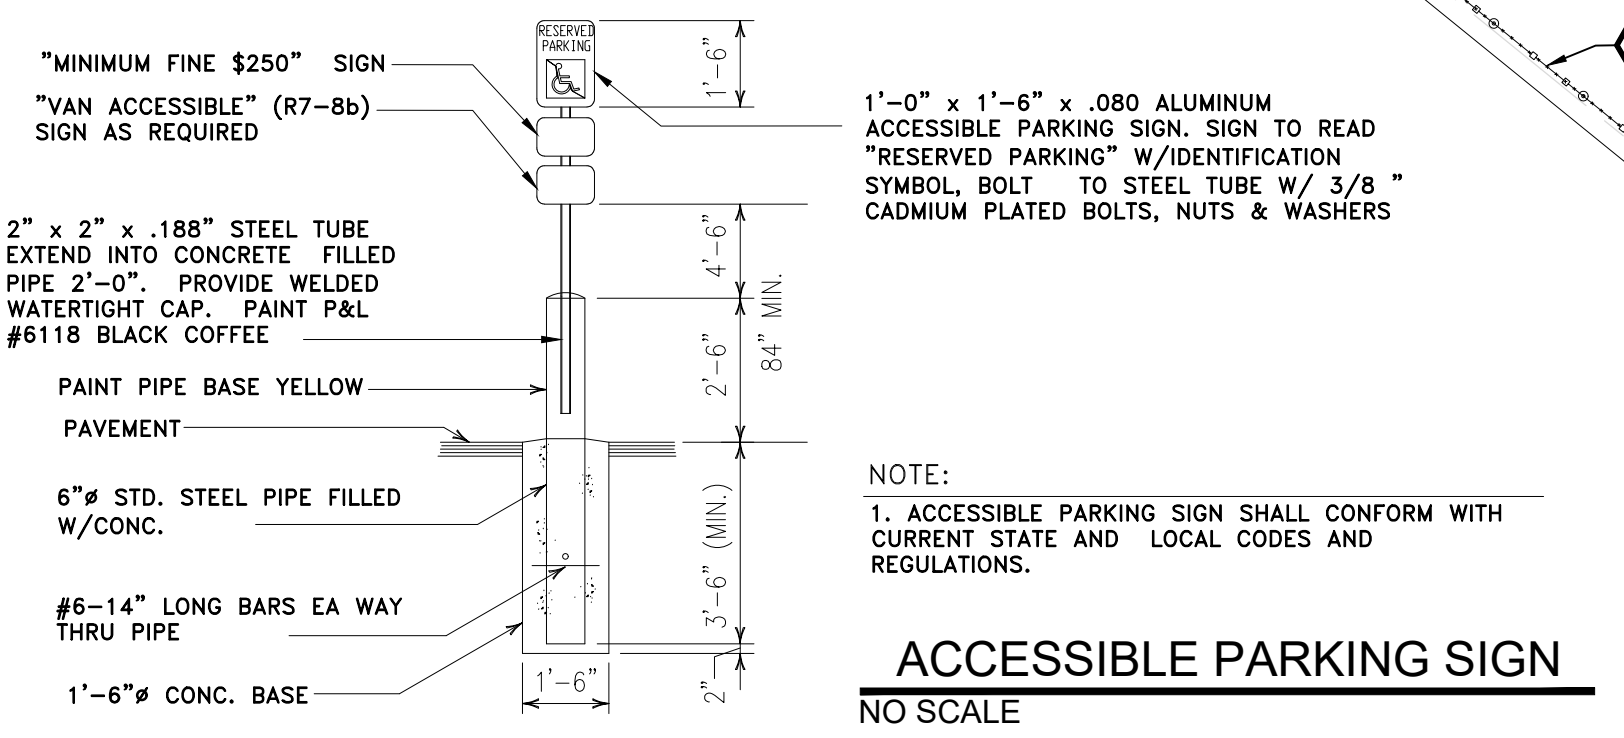 RESERVED
PARKING
"MINIMUM FINE $250" SIGN
"VAN ACCESSIBLE" (R7-8b)
SIGN AS REQUIRED
2" x 2" x .188" STEEL TUBE
EXTEND INTO CONCRETE FILLED
PIPE 2'-0". PROVIDE WELDED
WATERTIGHT CAP. PAINT P&L
#6118 BLACK COFFEE
PAINT PIPE BASE YELLOW
PAVEMENT
6"ø STD. STEEL PIPE FILLED
W/CONC.
#6-14" LONG BARS EA WAY
THRU PIPE
1'-6"ø CONC. BASE
1'-6"
1'-6"
4'-6"
2'-6"
84" MIN.
3'-6" (MIN.)
2"
1'-0" x 1'-6" x .080 ALUMINUM
ACCESSIBLE PARKING SIGN. SIGN TO READ
"RESERVED PARKING" W/IDENTIFICATION
SYMBOL, BOLT TO STEEL TUBE W/ 3/8 "
CADMIUM PLATED BOLTS, NUTS & WASHERS
NOTE:
1. ACCESSIBLE PARKING SIGN SHALL CONFORM WITH
CURRENT STATE AND LOCAL CODES AND
REGULATIONS.
ACCESSIBLE PARKING SIGN
NO SCALE